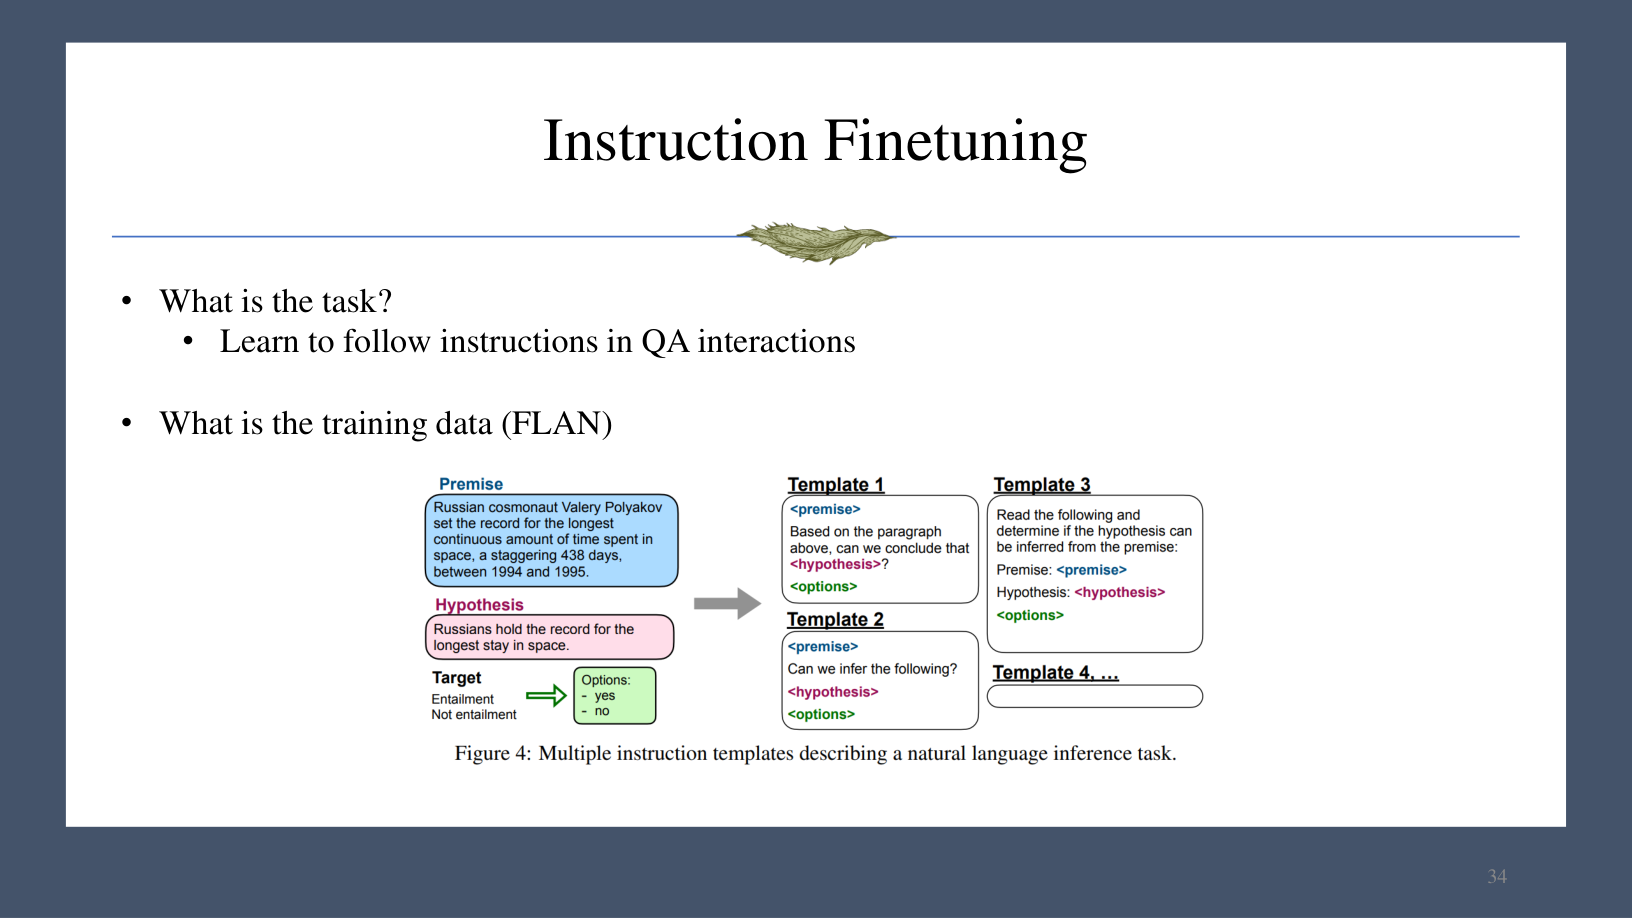 Instruction Finetuning
• What is the task?
• Learn to follow instructions in QA interactions
• What is the training data (FLAN)
Premise
Russian cosmonaut Valery Polyakov
set the record for the longest
continuous amount of time spent in
space, a staggering 438 days,
between 1994 and 1995.
Hypothesis
Russians hold the record for the
longest stay in space.
Target
Entailment
Not entailment
Options:
- yes
- no
Template 1
<premise>
Based on the paragraph
above, can we conclude that
<hypothesis>?
<options>
Template 2
<premise>
Can we infer the following?
<hypothesis>
<options>
Template 3
Read the following and
determine if the hypothesis can
be inferred from the premise:
Premise: <premise>
Hypothesis: <hypothesis>
<options>
Template 4, ...
Figure 4: Multiple instruction templates describing a natural language inference task.
34